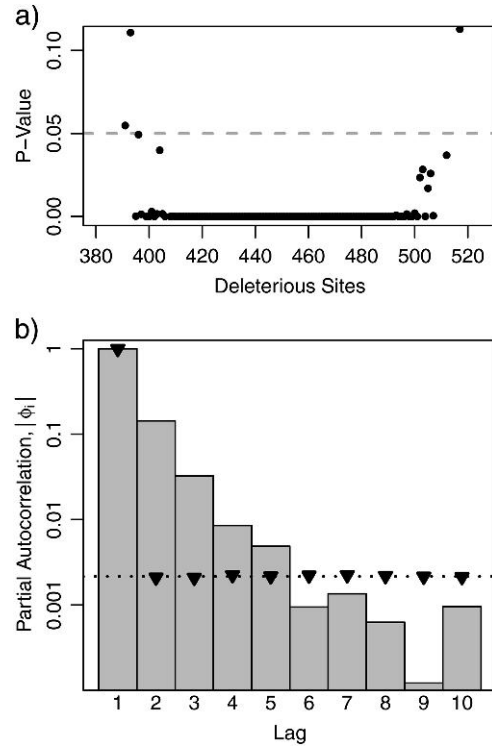 a)
0.10
0.05
0.00
P-Value
380 400 420 440 460 480 500 520
Deleterious Sites
b)
1
0.1
0.01
0.001
Partial Autocorrelation, |ϕi|
1 2 3 4 5 6 7 8 9 10
Lag